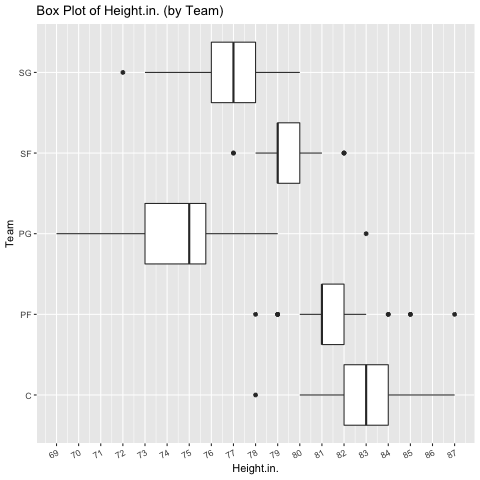 Box Plot of Height.in. (by Team)
SG
SF
PG
PF
C
Team
69 70 71 72 73 74 75 76 77 78 79 80 81 82 83 84 85 86 87
Height.in.